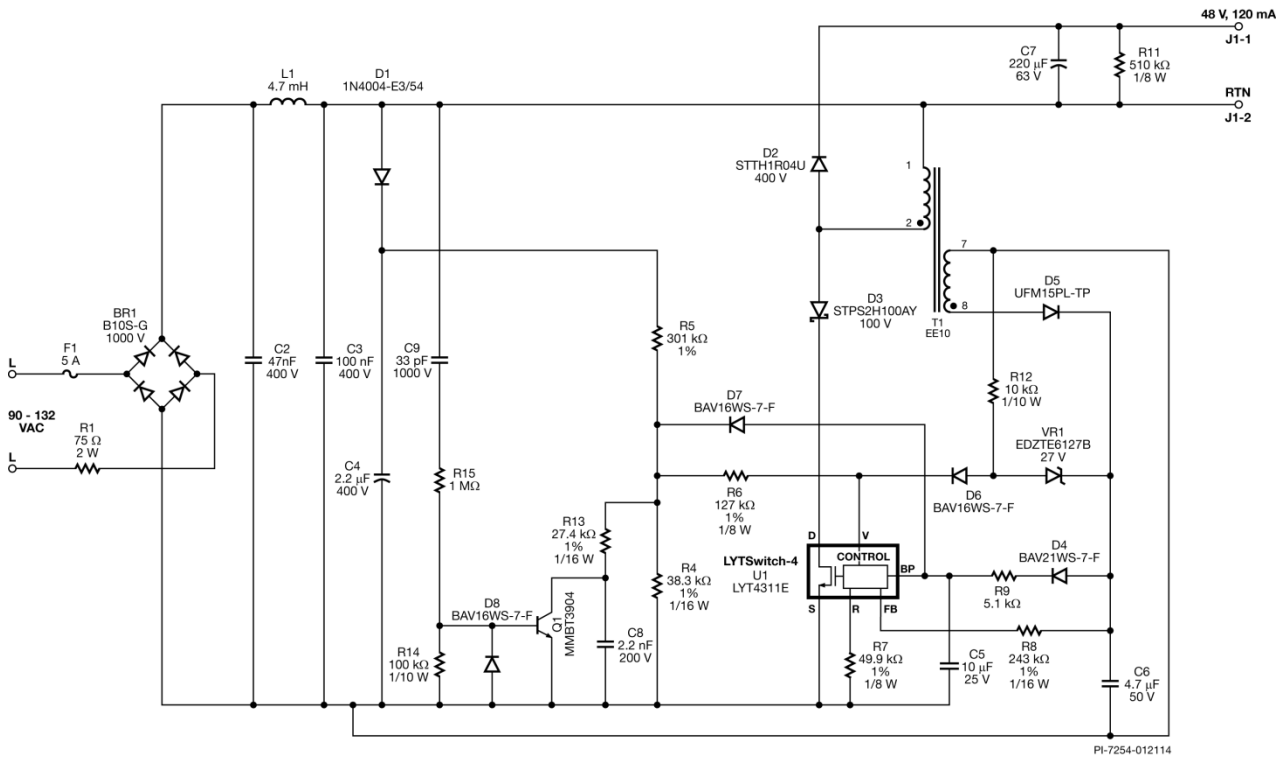 48 V, 120 mA
J1-1
C7
220 µF
63 V
R11
510 kΩ
1/8 W
RTN
J1-2
L1
4.7 mH
D1
1N4004-E3/54
D2
STTH1R04U
400 V
1
2
7
8
T1
EE10
D5
UFM15PL-TP
D3
STPS2H100AY
100 V
BR1
B10S-G
1000 V
F1
5 A
L
90 - 132
VAC
L
R1
75 Ω
2 W
C2
47nF
400 V
C3
100 nF
400 V
C9
33 pF
1000 V
R5
301 kΩ
1%
R12
10 kΩ
1/10 W
D7
BAV16WS-7-F
VR1
EDZTE6127B
27 V
C4
2.2 µF
400 V
R15
1 MΩ
R6
127 kΩ
1%
1/8 W
D6
BAV16WS-7-F
R13
27.4 kΩ
1%
1/16 W
LYTSwitch-4
U1
LYT4311E
D
V
CONTROL
BP
S
R
FB
D4
BAV21WS-7-F
R9
5.1 kΩ
R4
38.3 kΩ
1%
1/16 W
D8
BAV16WS-7-F
Q1
MMBT3904
C8
2.2 nF
200 V
R14
100 kΩ
1/10 W
R7
49.9 kΩ
1%
1/8 W
C5
10 µF
25 V
R8
243 kΩ
1%
1/16 W
C6
4.7 µF
50 V
PI-7254-012114